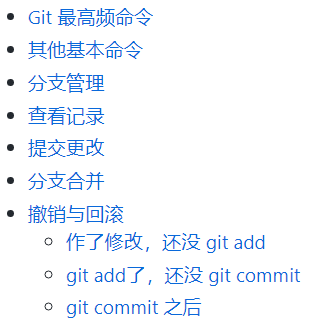 Git 最高频命令
其他基本命令
分支管理
查看记录
提交更改
分支合并
撤销与回滚
作了修改，还没 git add
git add了，还没 git commit
git commit 之后